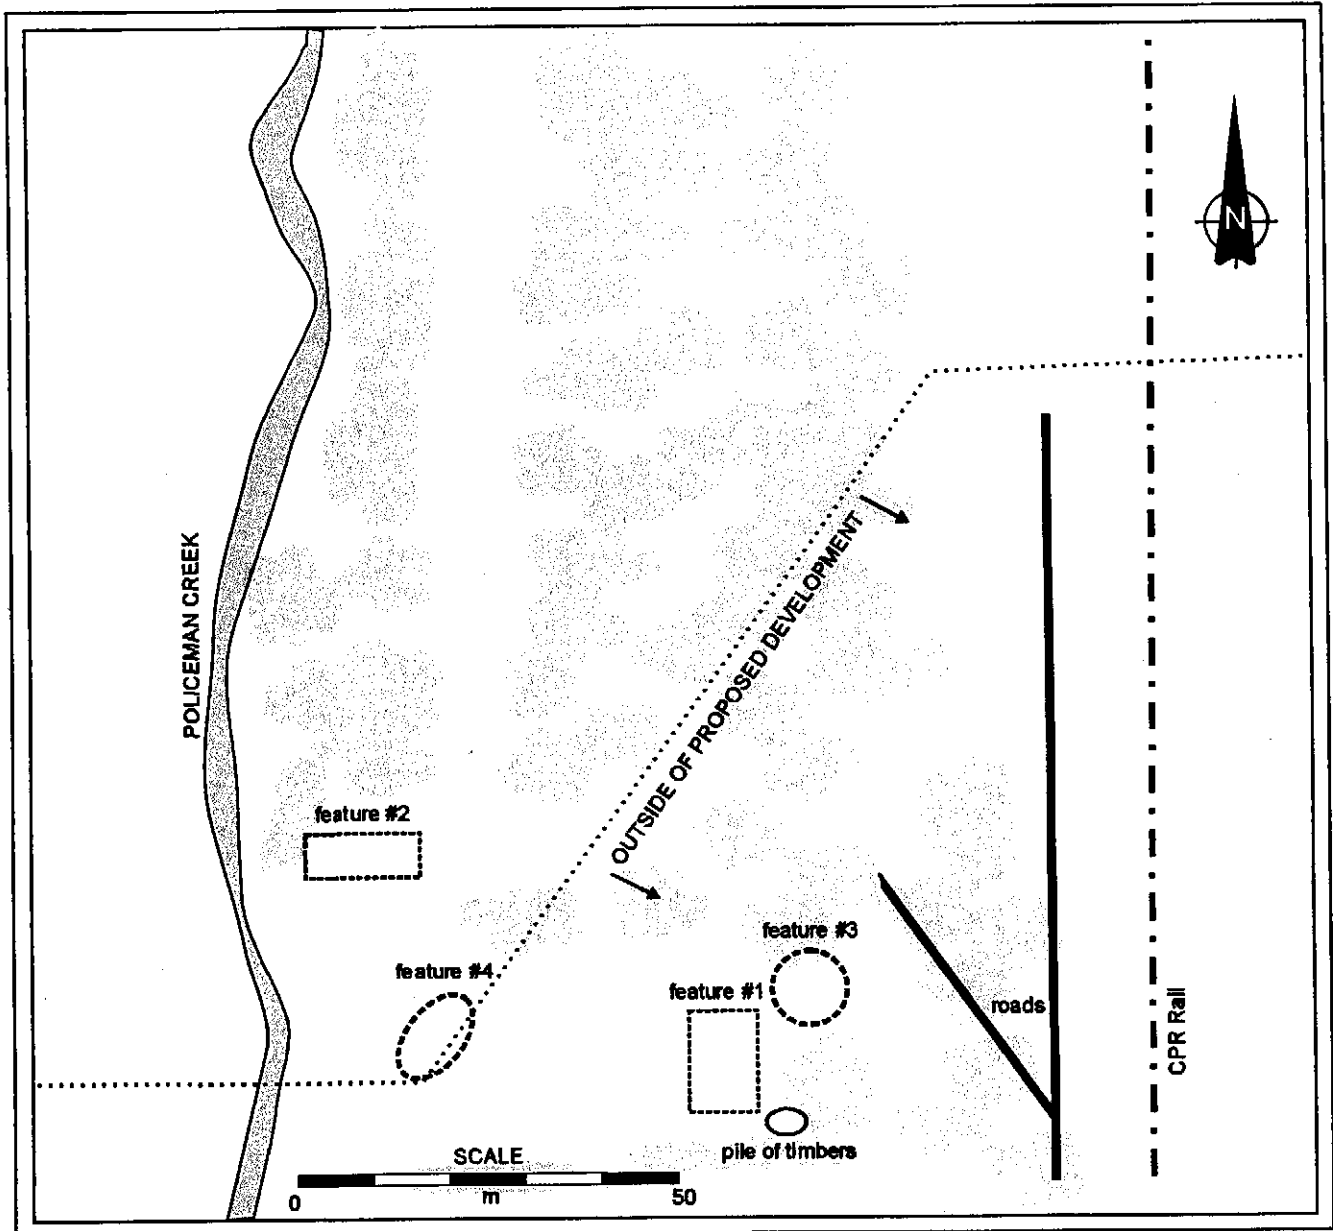 N
POLICEMAN CREEK
OUTSIDE OF PROPOSED DEVELOPMENT
feature #2
feature #3
feature #4
feature #1
roads
CPR Rail
pile of timbers
SCALE
0 m 50